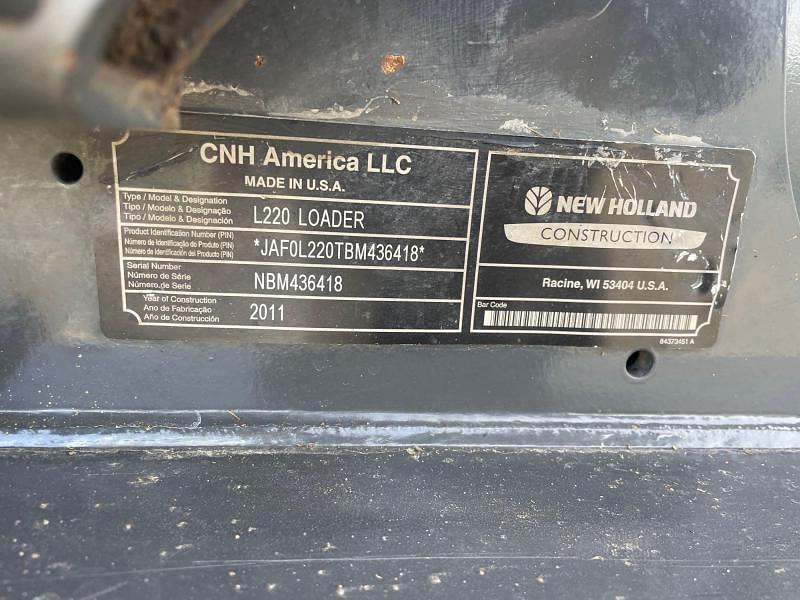 CNH America LLC
MADE IN U.S.A.
Type / Model & Designation
Tipo / Modelo & Designação
Tipo / Modelo & Designación
L220 LOADER
Product Identification Number (PIN)
Número de Identificação do Produto (PIN)
Número de Identificación del Producto (PIN)
*JAF0L220TBM436418*
Serial Number
Número de Série
Número de Serie
NBM436418
Year of Construction
Ano de Fabricação
Año de Construcción
2011
NEW HOLLAND
CONSTRUCTION
Racine, WI 53404 U.S.A.
Bar Code
84373451 A